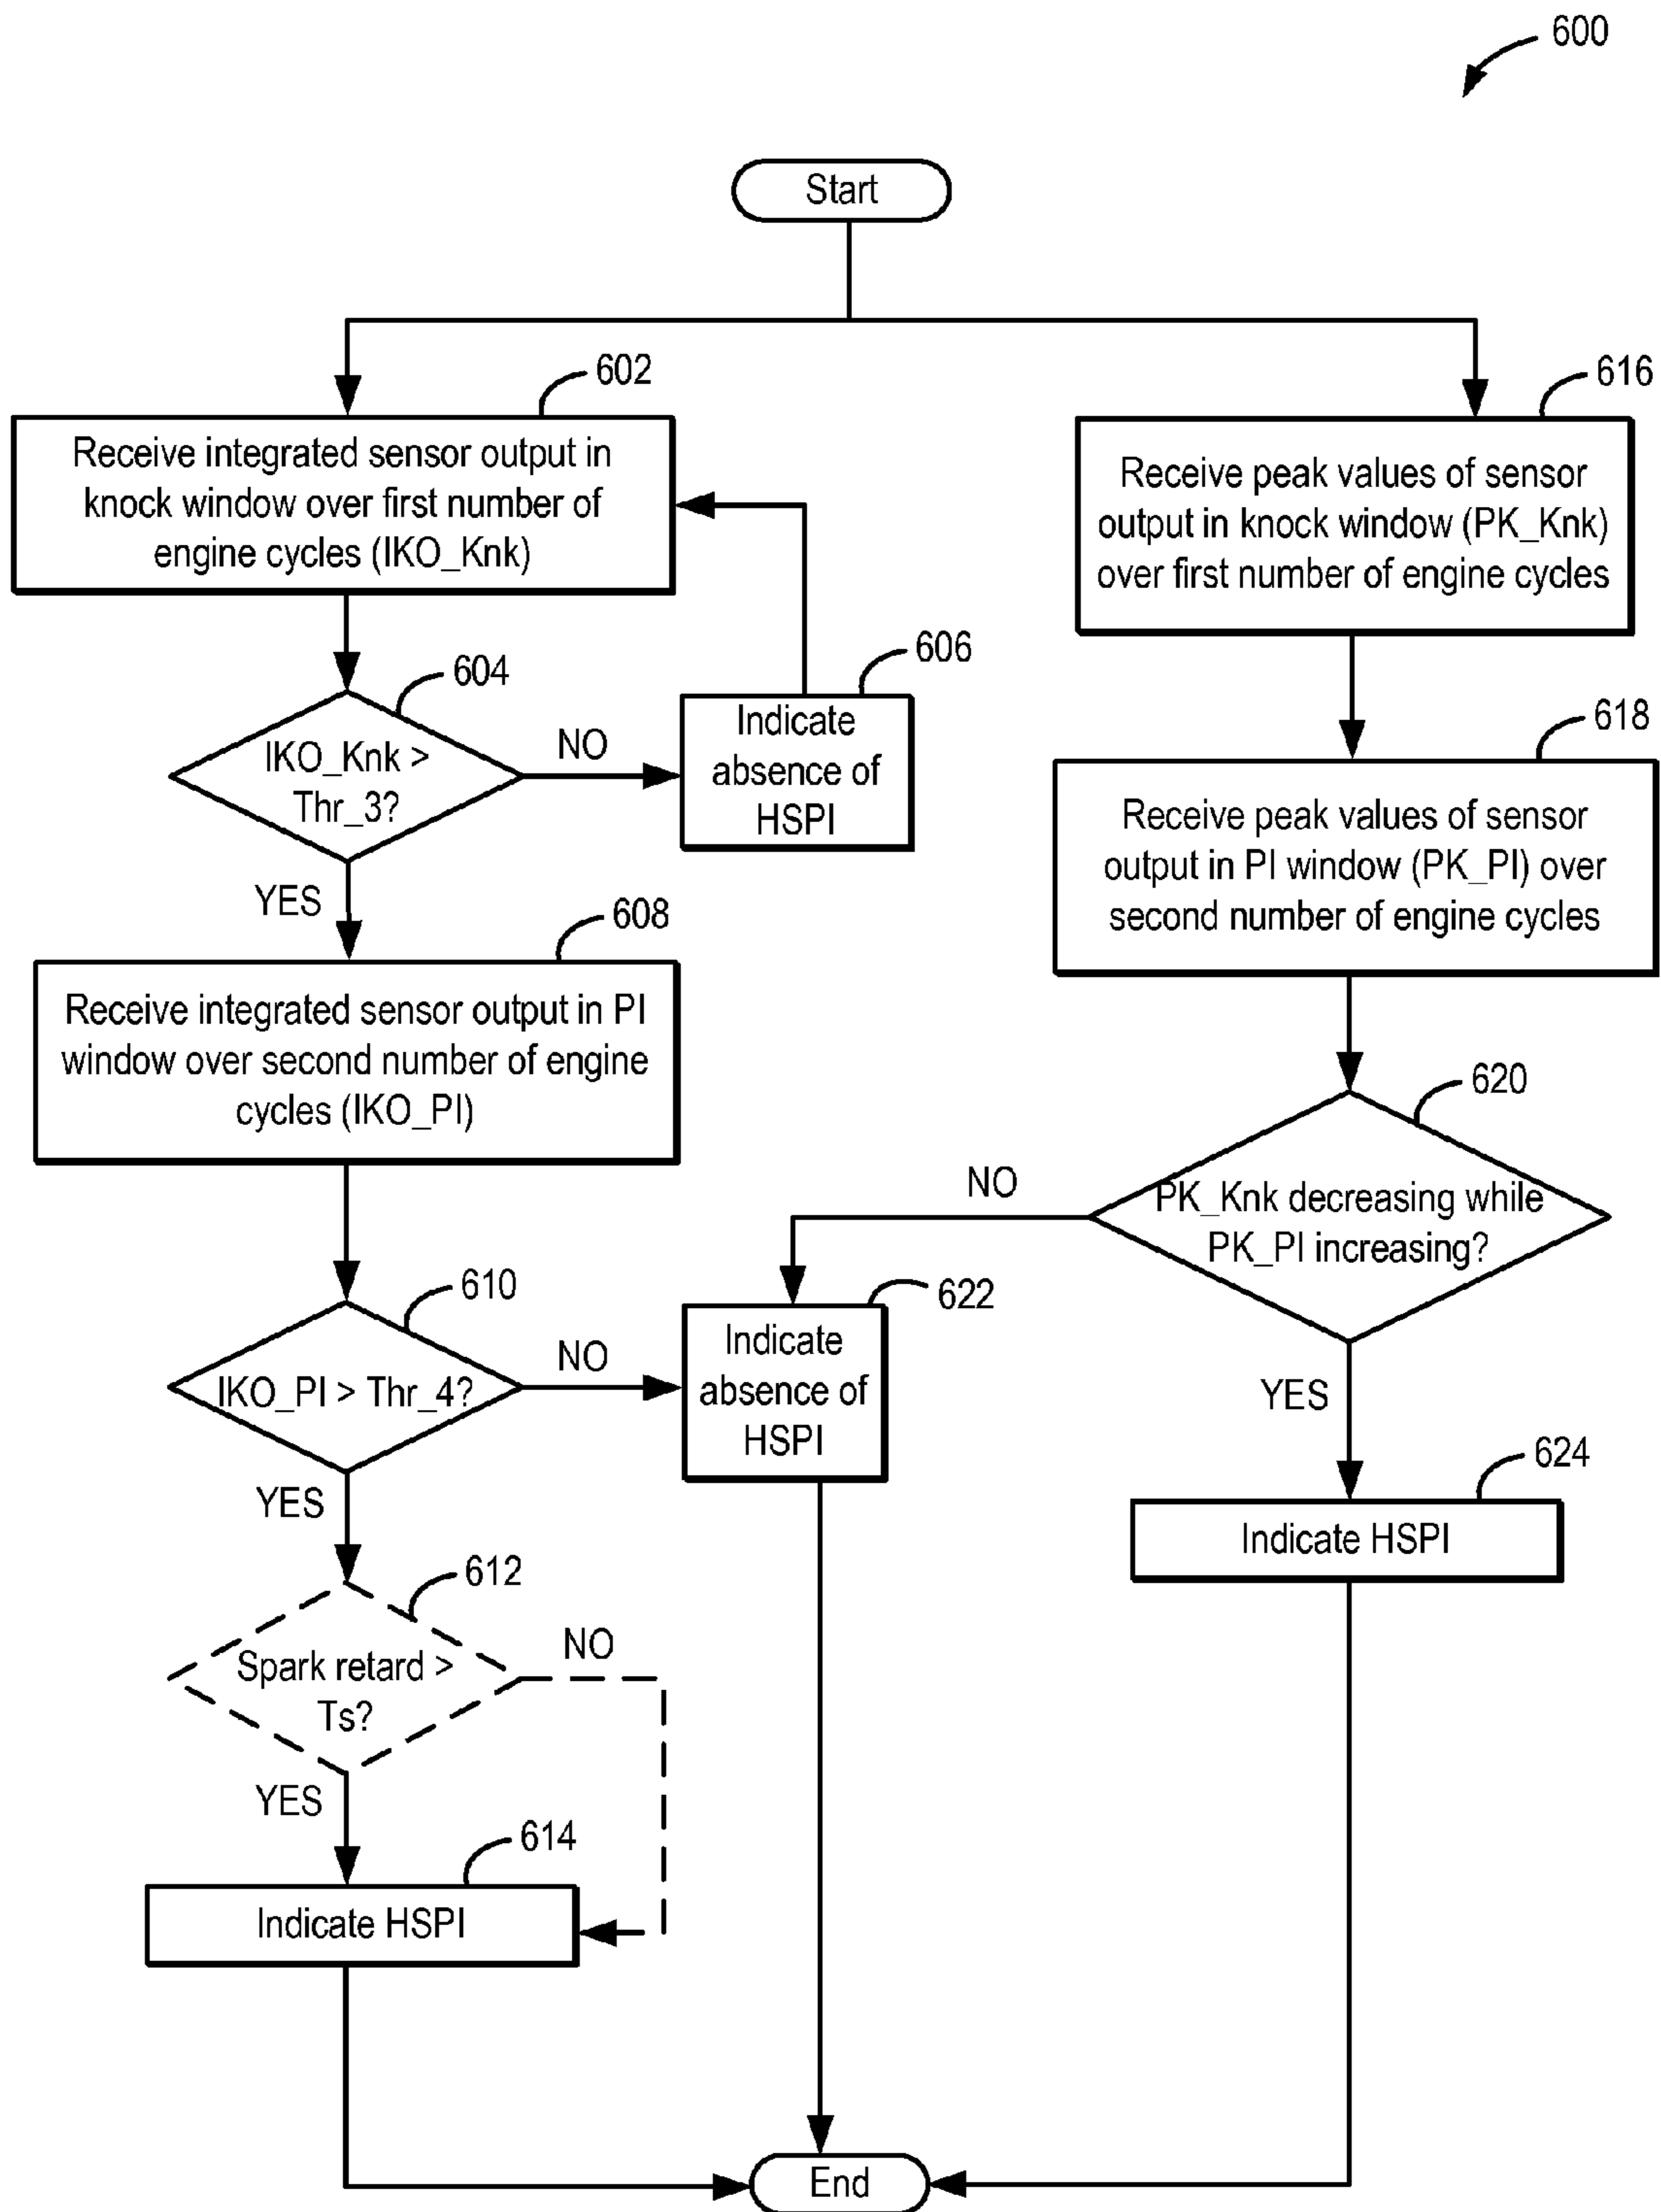 600
Start
602
Receive integrated sensor output in
knock window over first number of
engine cycles (IKO_Knk)
616
Receive peak values of sensor
output in knock window (PK_Knk)
over first number of engine cycles
604
IKO_Knk >
Thr_3?
NO
606
Indicate
absence of
HSPI
YES
618
Receive peak values of sensor
output in PI window (PK_PI) over
second number of engine cycles
608
Receive integrated sensor output in PI
window over second number of engine
cycles (IKO_PI)
620
PK_Knk decreasing while
PK_PI increasing?
NO
610
IKO_PI > Thr_4?
NO
622
Indicate
absence of
HSPI
YES
YES
624
Indicate HSPI
612
Spark retard >
Ts?
NO
YES
614
Indicate HSPI
End